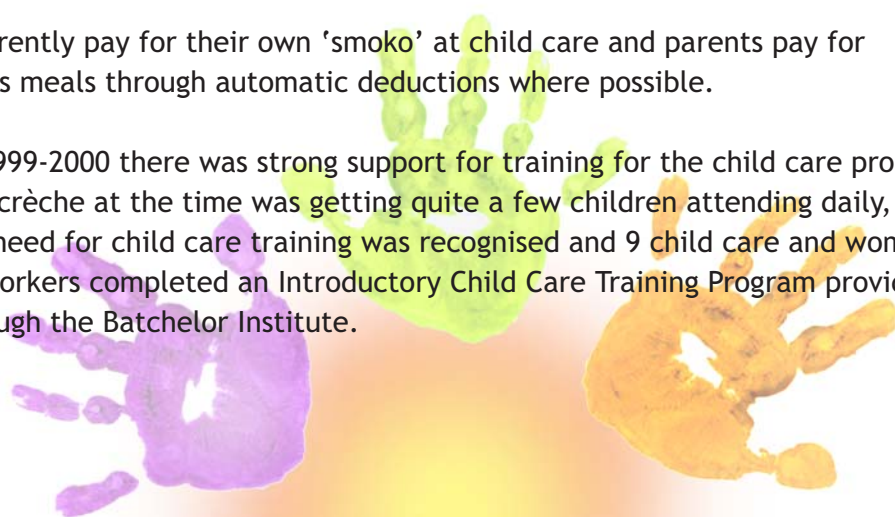 rently pay for their own ‘smoko’ at child care and parents pay for
s meals through automatic deductions where possible.
999-2000 there was strong support for training for the child care pro
crèche at the time was getting quite a few children attending daily,
need for child care training was recognised and 9 child care and wom
orkers completed an Introductory Child Care Training Program provi
ugh the Batchelor Institute.